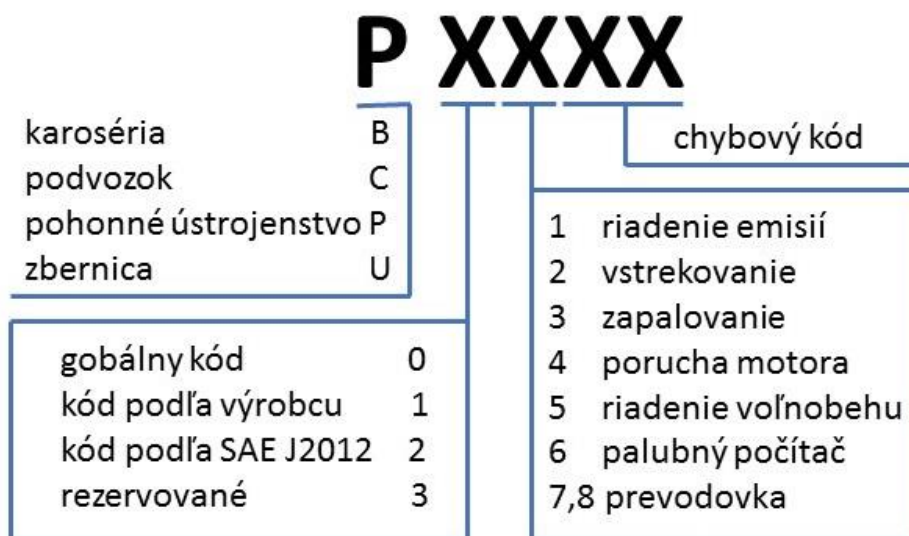 P XXXX
karoséria B
podvozok C
pohonné ústrojenstvo P
zbernica U
chybový kód
1 riadenie emisií
2 vstrekovanie
3 zapalovanie
4 porucha motora
5 riadenie voľnobehu
6 palubný počítač
7,8 prevodovka
gobálny kód 0
kód podľa výrobcu 1
kód podľa SAE J2012 2
rezervované 3